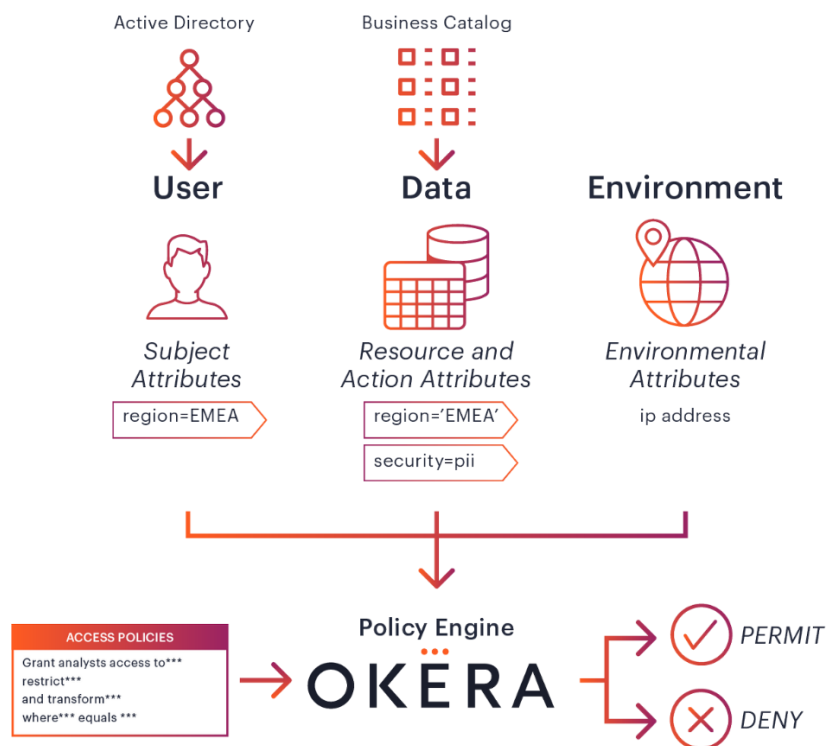 Active Directory
Business Catalog
User
Data
Environment
Subject
Attributes
Resource and
Action Attributes
Environmental
Attributes
region=EMEA
region=’EMEA’
ip address
security=pii
ACCESS POLICIES
Grant analysts access to***
restrict***
and transform***
where*** equals ***
Policy Engine
OKERA
PERMIT
DENY